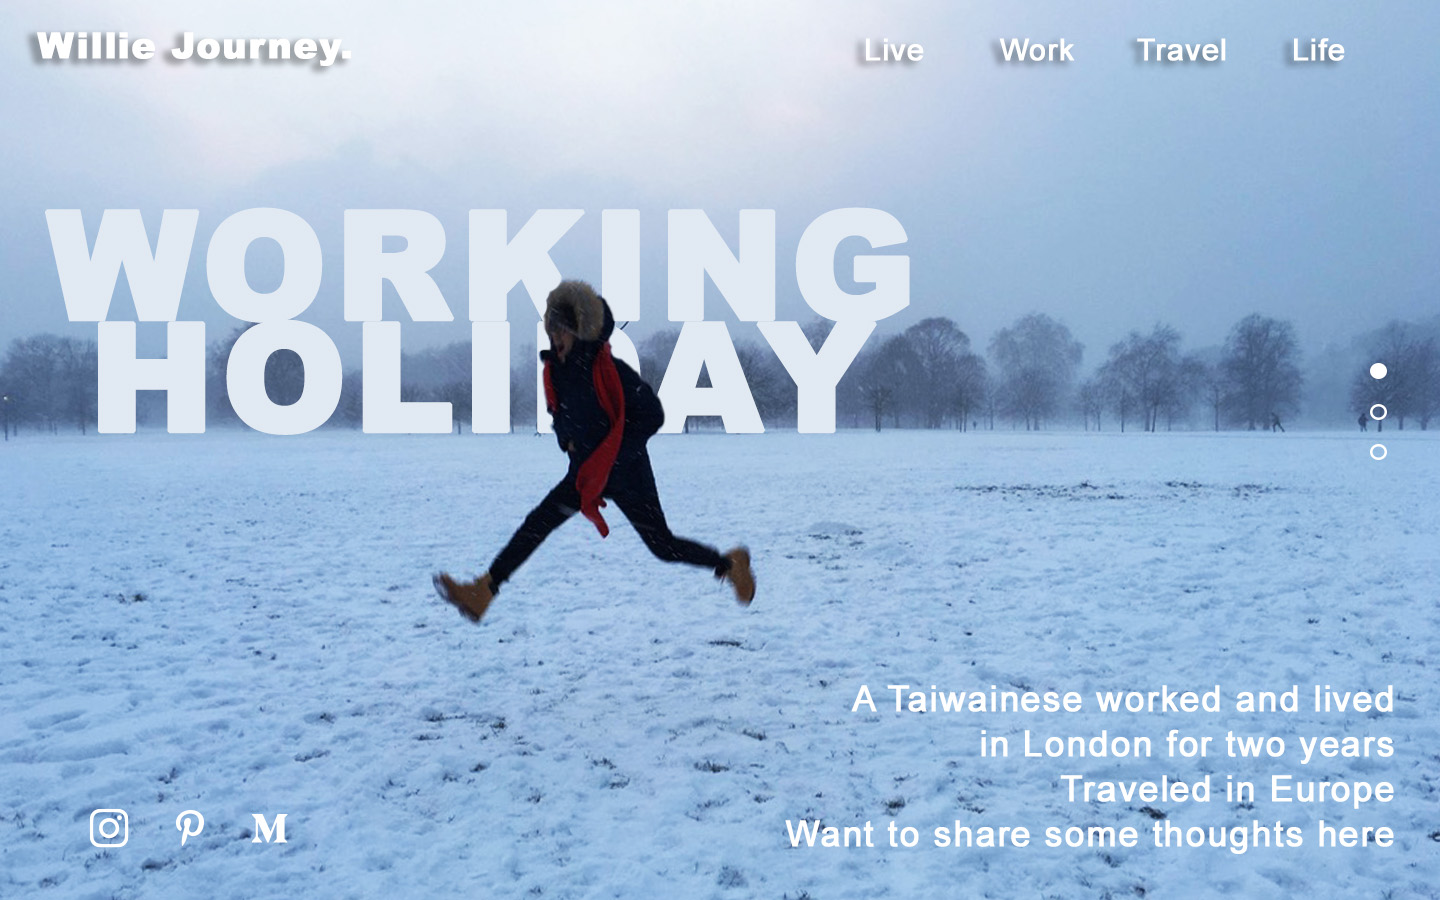 Willie Journey.
Live Work Travel Life
WORKING
HOLIDAY
A Taiwainese worked and lived
in London for two years
Traveled in Europe
Want to share some thoughts here